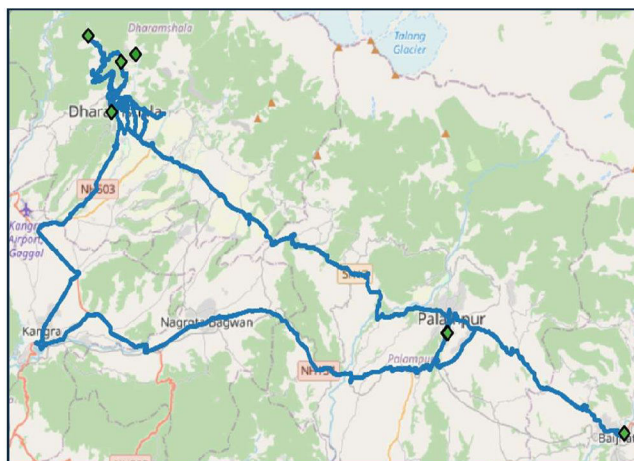 Dharamshala
Talang
Glacier
Dharamshala
NH503
Kangra
Airport,
Gaggal
Kangra
Nagrota Bagwan
Palampur
Palampur